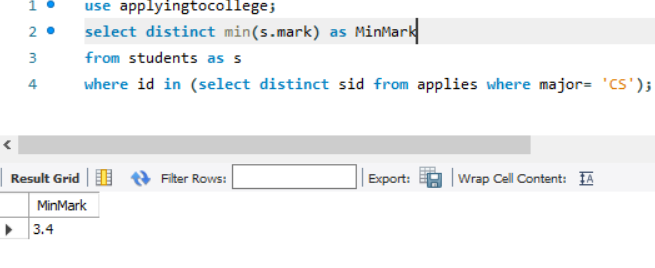 1 use applyingtocollege;
2 select distinct min(s.mark) as MinMark
3 from students as s
4 where id in (select distinct sid from applies where major= 'CS');
Result Grid Filter Rows: Export: Wrap Cell Content:
MinMark
3.4